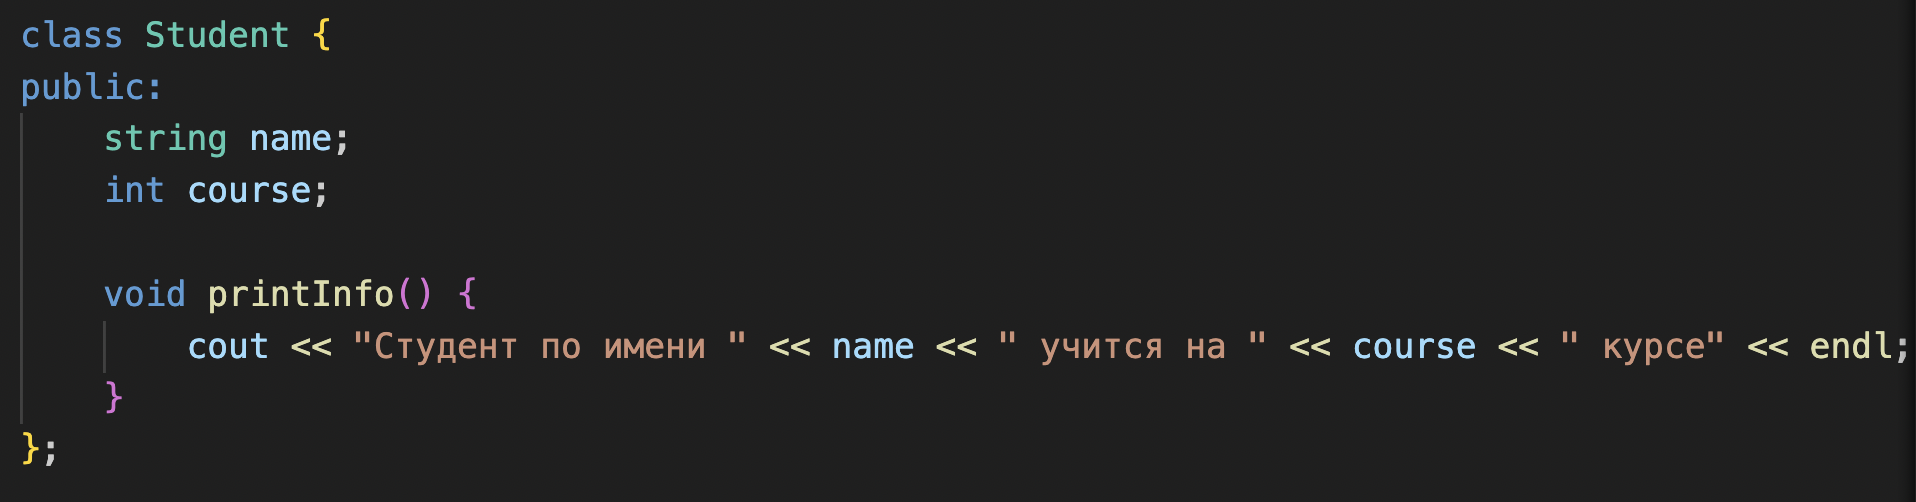 class Student {
public:
    string name;
    int course;

    void printInfo() {
        cout << "Студент по имени " << name << " учится на " << course << " курсе" << endl;
    }
};